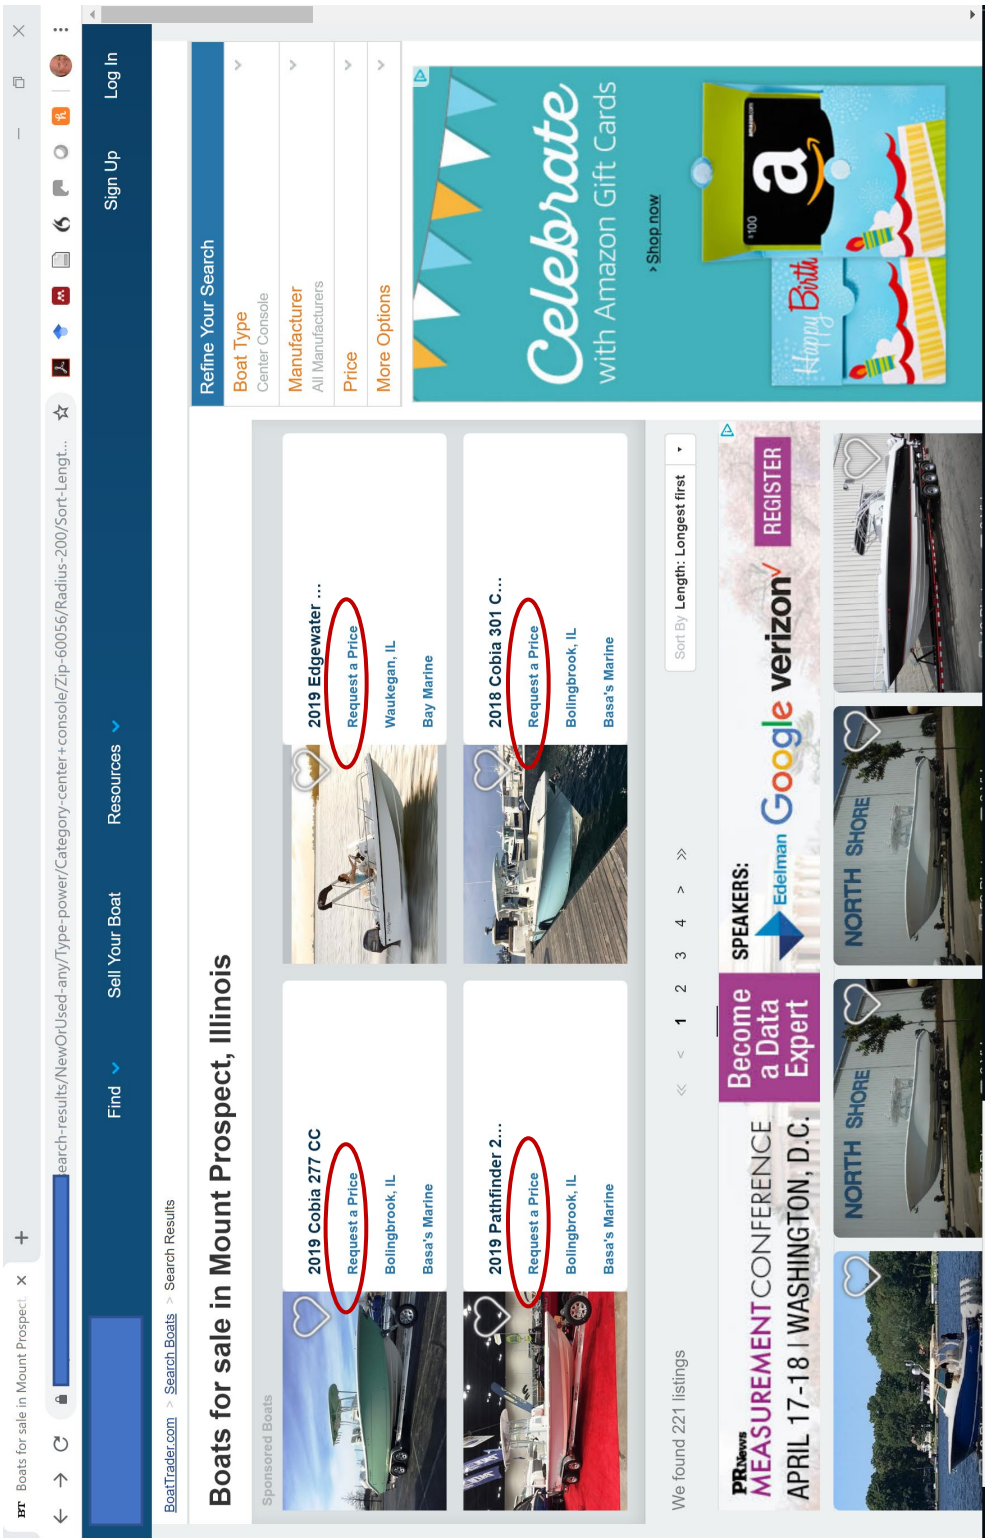 BT Boats for sale in Mount Prospect,
earch-results/NewOrUsed-any/Type-power/Category-center+console/Zip-60056/Radius-200/Sort-Lengt...
Find
Sell Your Boat
Resources
Sign Up
Log In
BoatTrader.com > Search Boats > Search Results
Boats for sale in Mount Prospect, Illinois
Sponsored Boats
2019 Cobia 277 CC
Request a Price
Bolingbrook, IL
Basa's Marine
2019 Edgewater ...
Request a Price
Waukegan, IL
Bay Marine
2019 Pathfinder 2...
Request a Price
Bolingbrook, IL
Basa's Marine
2018 Cobia 301 C...
Request a Price
Bolingbrook, IL
Basa's Marine
We found 221 listings
<< < 1 2 3 4 > >>
Sort By Length: Longest first
PRNews
MEASUREMENT CONFERENCE
APRIL 17-18 | WASHINGTON, D.C.
Become
a Data
Expert
SPEAKERS:
Edelman Google verizon✓
REGISTER
NORTH SHORE
NORTH SHORE
Refine Your Search
Boat Type
Center Console
Manufacturer
All Manufacturers
Price
More Options
Celebrate
with Amazon Gift Cards
> Shop now
Happy Birth
$100
amazon.com
a